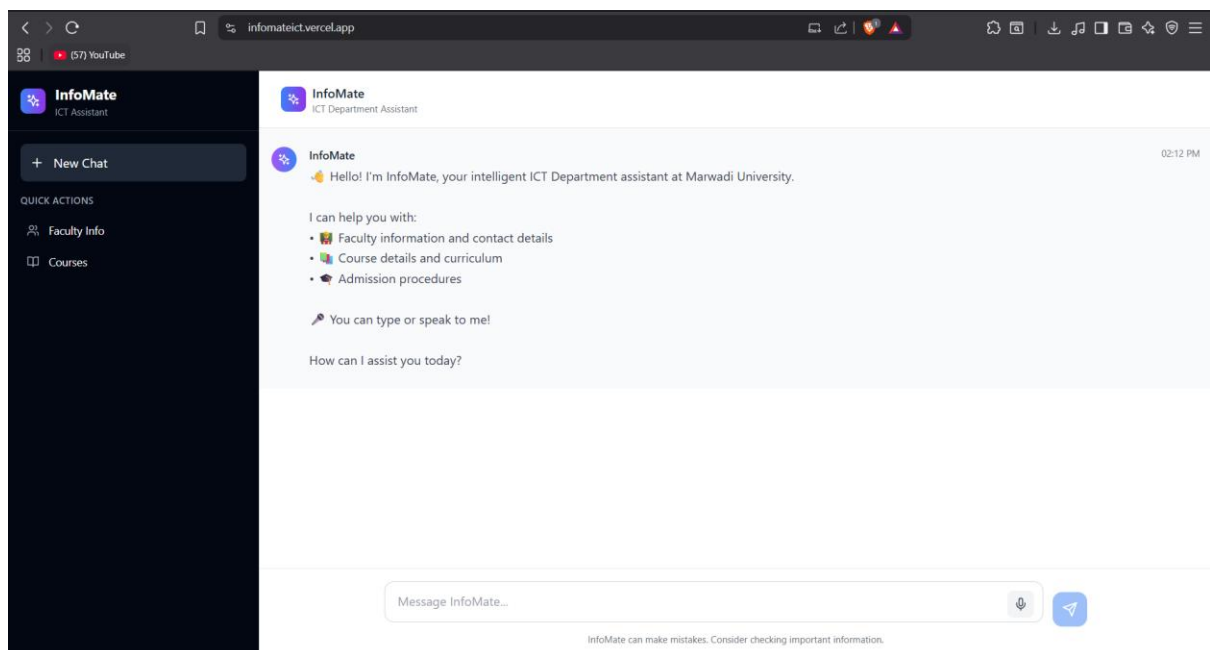 infomateict.vercel.app
(57) YouTube
InfoMate
ICT Assistant
+ New Chat
QUICK ACTIONS
Faculty Info
Courses
InfoMate
ICT Department Assistant
InfoMate
02:12 PM
👋 Hello! I'm InfoMate, your intelligent ICT Department assistant at Marwadi University.
I can help you with:
• 👨‍🏫 Faculty information and contact details
• 📚 Course details and curriculum
• 🎓 Admission procedures
🎤 You can type or speak to me!
How can I assist you today?
Message InfoMate...
InfoMate can make mistakes. Consider checking important information.